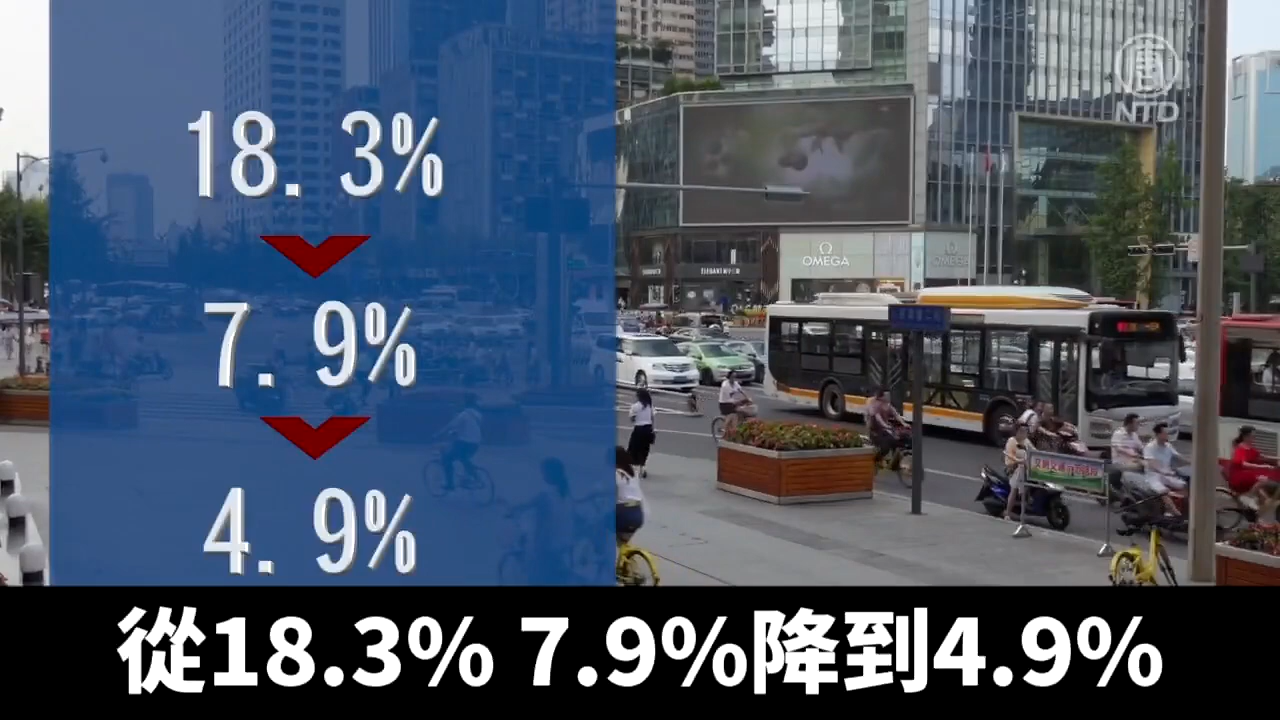 18.3%
7.9%
4.9%
NTD
OMEGA
OMEGA
從18.3% 7.9%降到4.9%